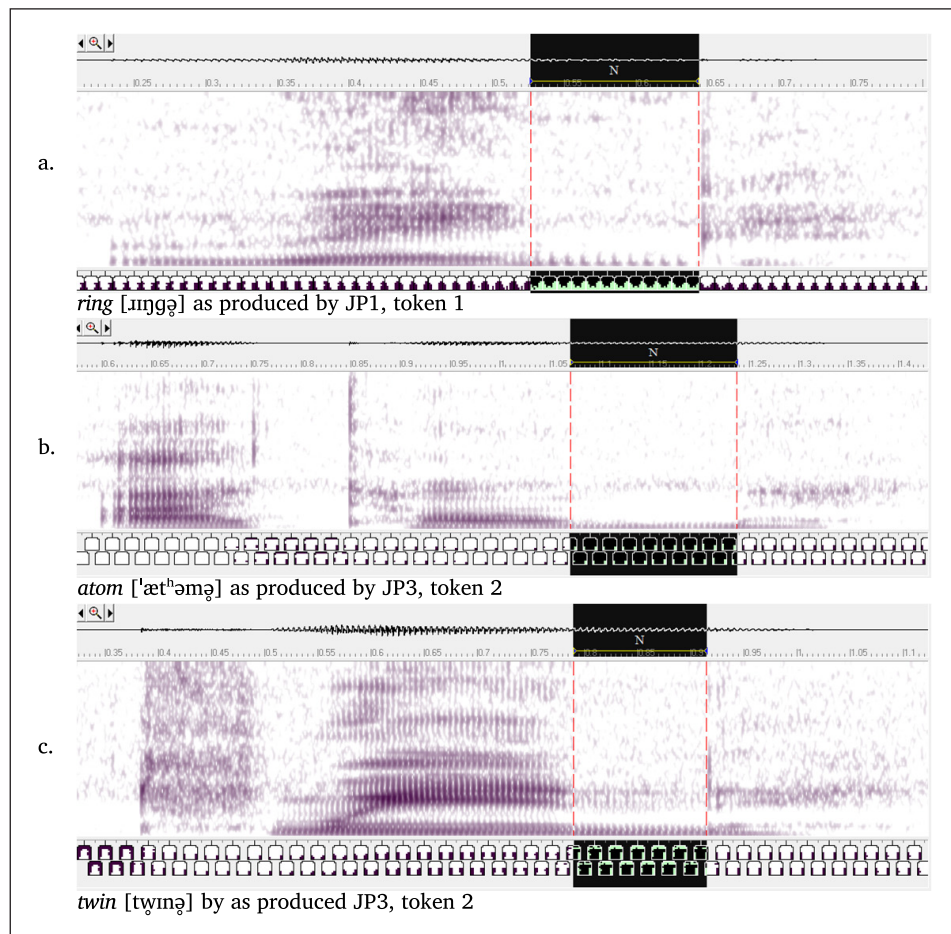 N
0.25 0.3 0.35 0.4 0.45 0.5 0.55 0.6 0.65 0.7 0.75
a.
ring [ɹɪŋɡə̥] as produced by JP1, token 1
N
0.6 0.65 0.7 0.75 0.8 0.85 0.9 0.95 1 1.05 1.1 1.15 1.2 1.25 1.3 1.35 1.4
b.
atom [ˈætʰəmə̥] as produced by JP3, token 2
N
0.35 0.4 0.45 0.5 0.55 0.6 0.65 0.7 0.75 0.8 0.85 0.9 0.95 1 1.05 1.1
c.
twin [tw̥ɪnə̥] by as produced JP3, token 2